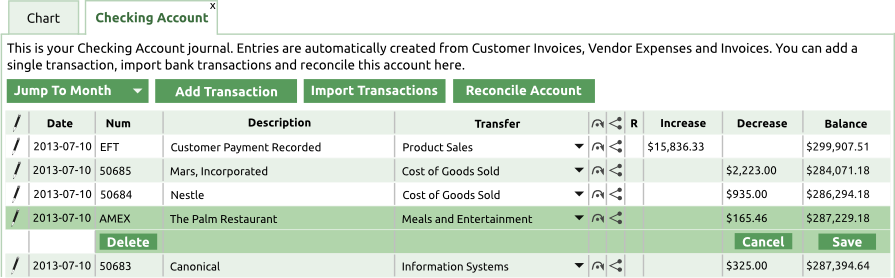 Chart
Checking Account x
This is your Checking Account journal. Entries are automatically created from Customer Invoices, Vendor Expenses and Invoices. You can add a
single transaction, import bank transactions and reconcile this account here.
Jump To Month Add Transaction Import Transactions Reconcile Account
Date Num Description Transfer R Increase Decrease Balance
2013-07-10 EFT Customer Payment Recorded Product Sales $15,836.33 $299,907.51
2013-07-10 50685 Mars, Incorporated Cost of Goods Sold $2,223.00 $284,071.18
2013-07-10 50684 Nestle Cost of Goods Sold $935.00 $286,294.18
2013-07-10 AMEX The Palm Restaurant Meals and Entertainment $165.46 $287,229.18
Delete Cancel Save
2013-07-10 50683 Canonical Information Systems $325.00 $287,394.64